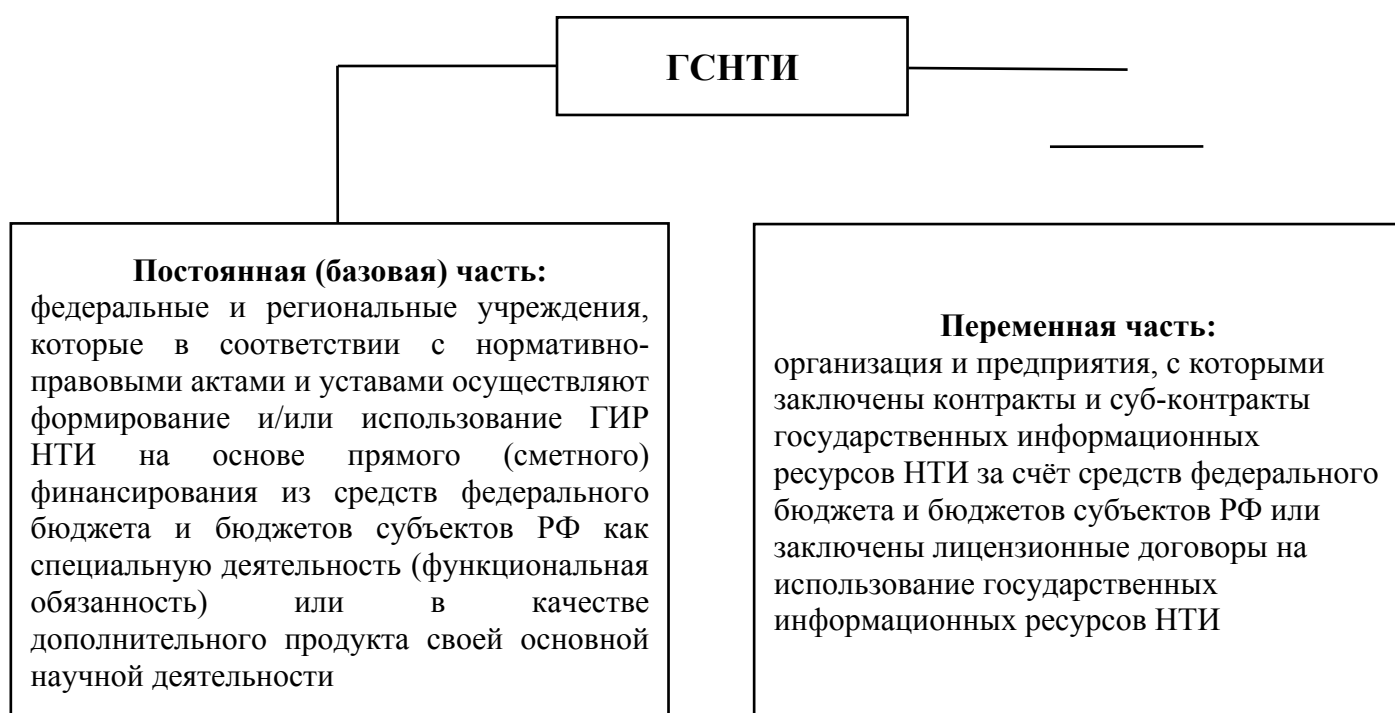 ГСНТИ
Постоянная (базовая) часть:
федеральные и региональные учреждения,
которые в соответствии с нормативно-
правовыми актами и уставами осуществляют
формирование и/или использование ГИР
НТИ на основе прямого (сметного)
финансирования из средств федерального
бюджета и бюджетов субъектов РФ как
специальную деятельность (функциональная
обязанность) или в качестве
дополнительного продукта своей основной
научной деятельности
Переменная часть:
организация и предприятия, с которыми
заключены контракты и суб-контракты
государственных информационных
ресурсов НТИ за счёт средств федерального
бюджета и бюджетов субъектов РФ или
заключены лицензионные договоры на
использование государственных
информационных ресурсов НТИ